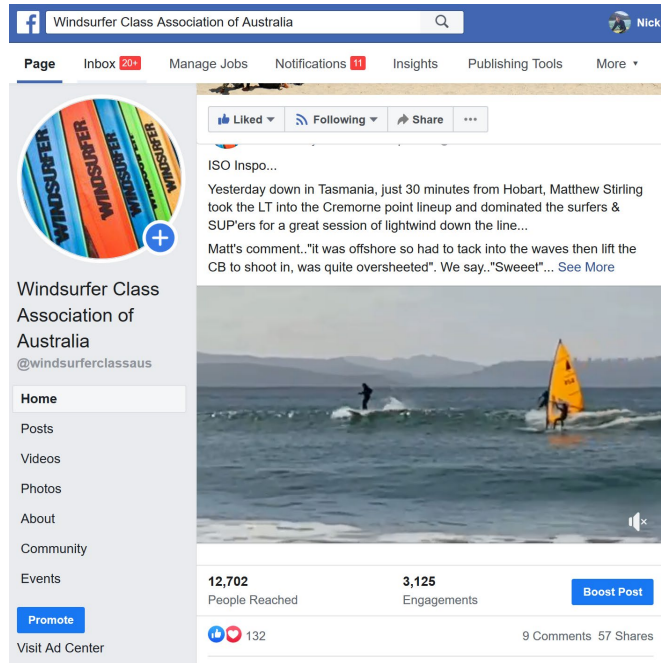 Windsurfer Class Association of Australia
Nick
Page Inbox 20+ Manage Jobs Notifications 11 Insights Publishing Tools More
Liked Following Share ...
ISO Inspo...
Yesterday down in Tasmania, just 30 minutes from Hobart, Matthew Stirling
took the LT into the Cremorne point lineup and dominated the surfers &
SUP'ers for a great session of lightwind down the line...
Matt's comment.."it was offshore so had to tack into the waves then lift the
CB to shoot in, was quite oversheeted". We say.."Sweeet"... See More
WINDSURFER
WINDSURFER
WINDSURFER
WINDSURFER
WINDSURFER
Windsurfer Class
Association of
Australia
@windsurferclassaus
Home
Posts
Videos
Photos
About
Community
Events
Promote
Visit Ad Center
12,702
People Reached
3,125
Engagements
Boost Post
132
9 Comments 57 Shares